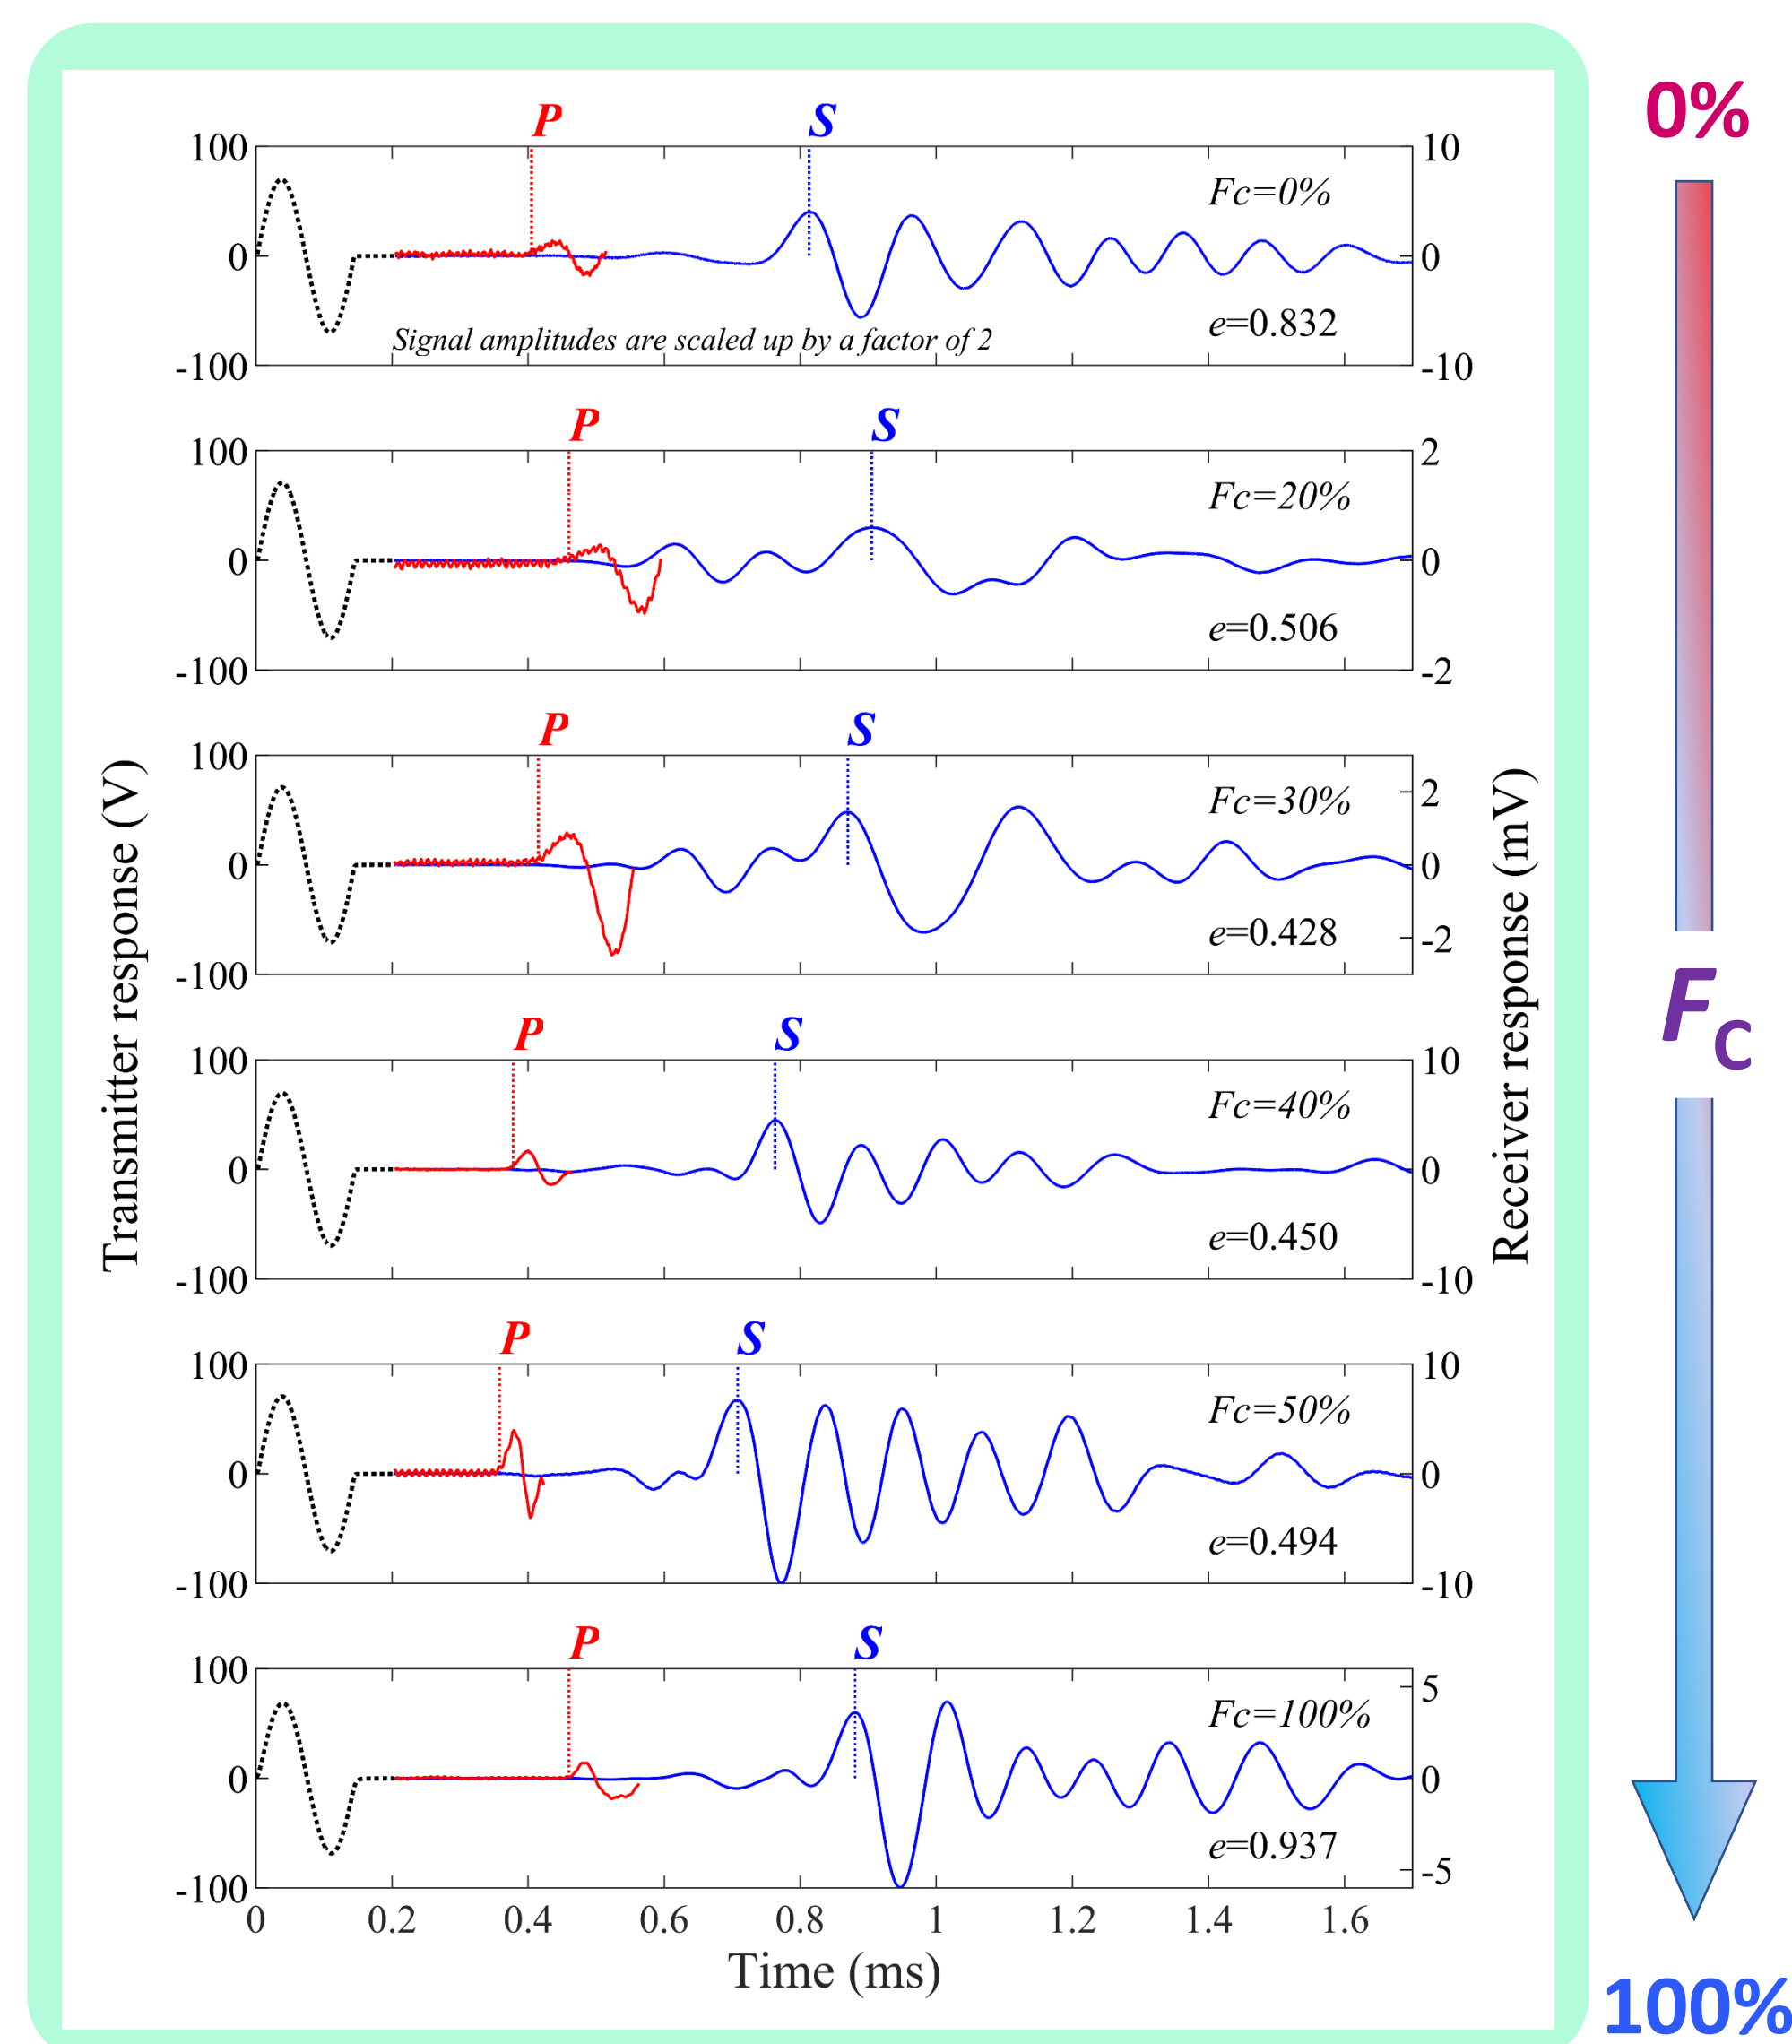 0%
P S
100 10
Fc=0%
0 0
Signal amplitudes are scaled up by a factor of 2
e=0.832
-100 -10
P S
100 2
Fc=20%
0 0
e=0.506
-100 -2
P S
100
Fc=30%
2
0 0
e=0.428
-2
-100
Transmitter response (V)
Receiver response (mV)
FC
P S
100 10
Fc=40%
0 0
e=0.450
-100 -10
P S
100 10
Fc=50%
0 0
e=0.494
-100 -10
P S
100
5
Fc=100%
0 0
e=0.937
-5
-100
0 0.2 0.4 0.6 0.8 1 1.2 1.4 1.6
Time (ms)
100%